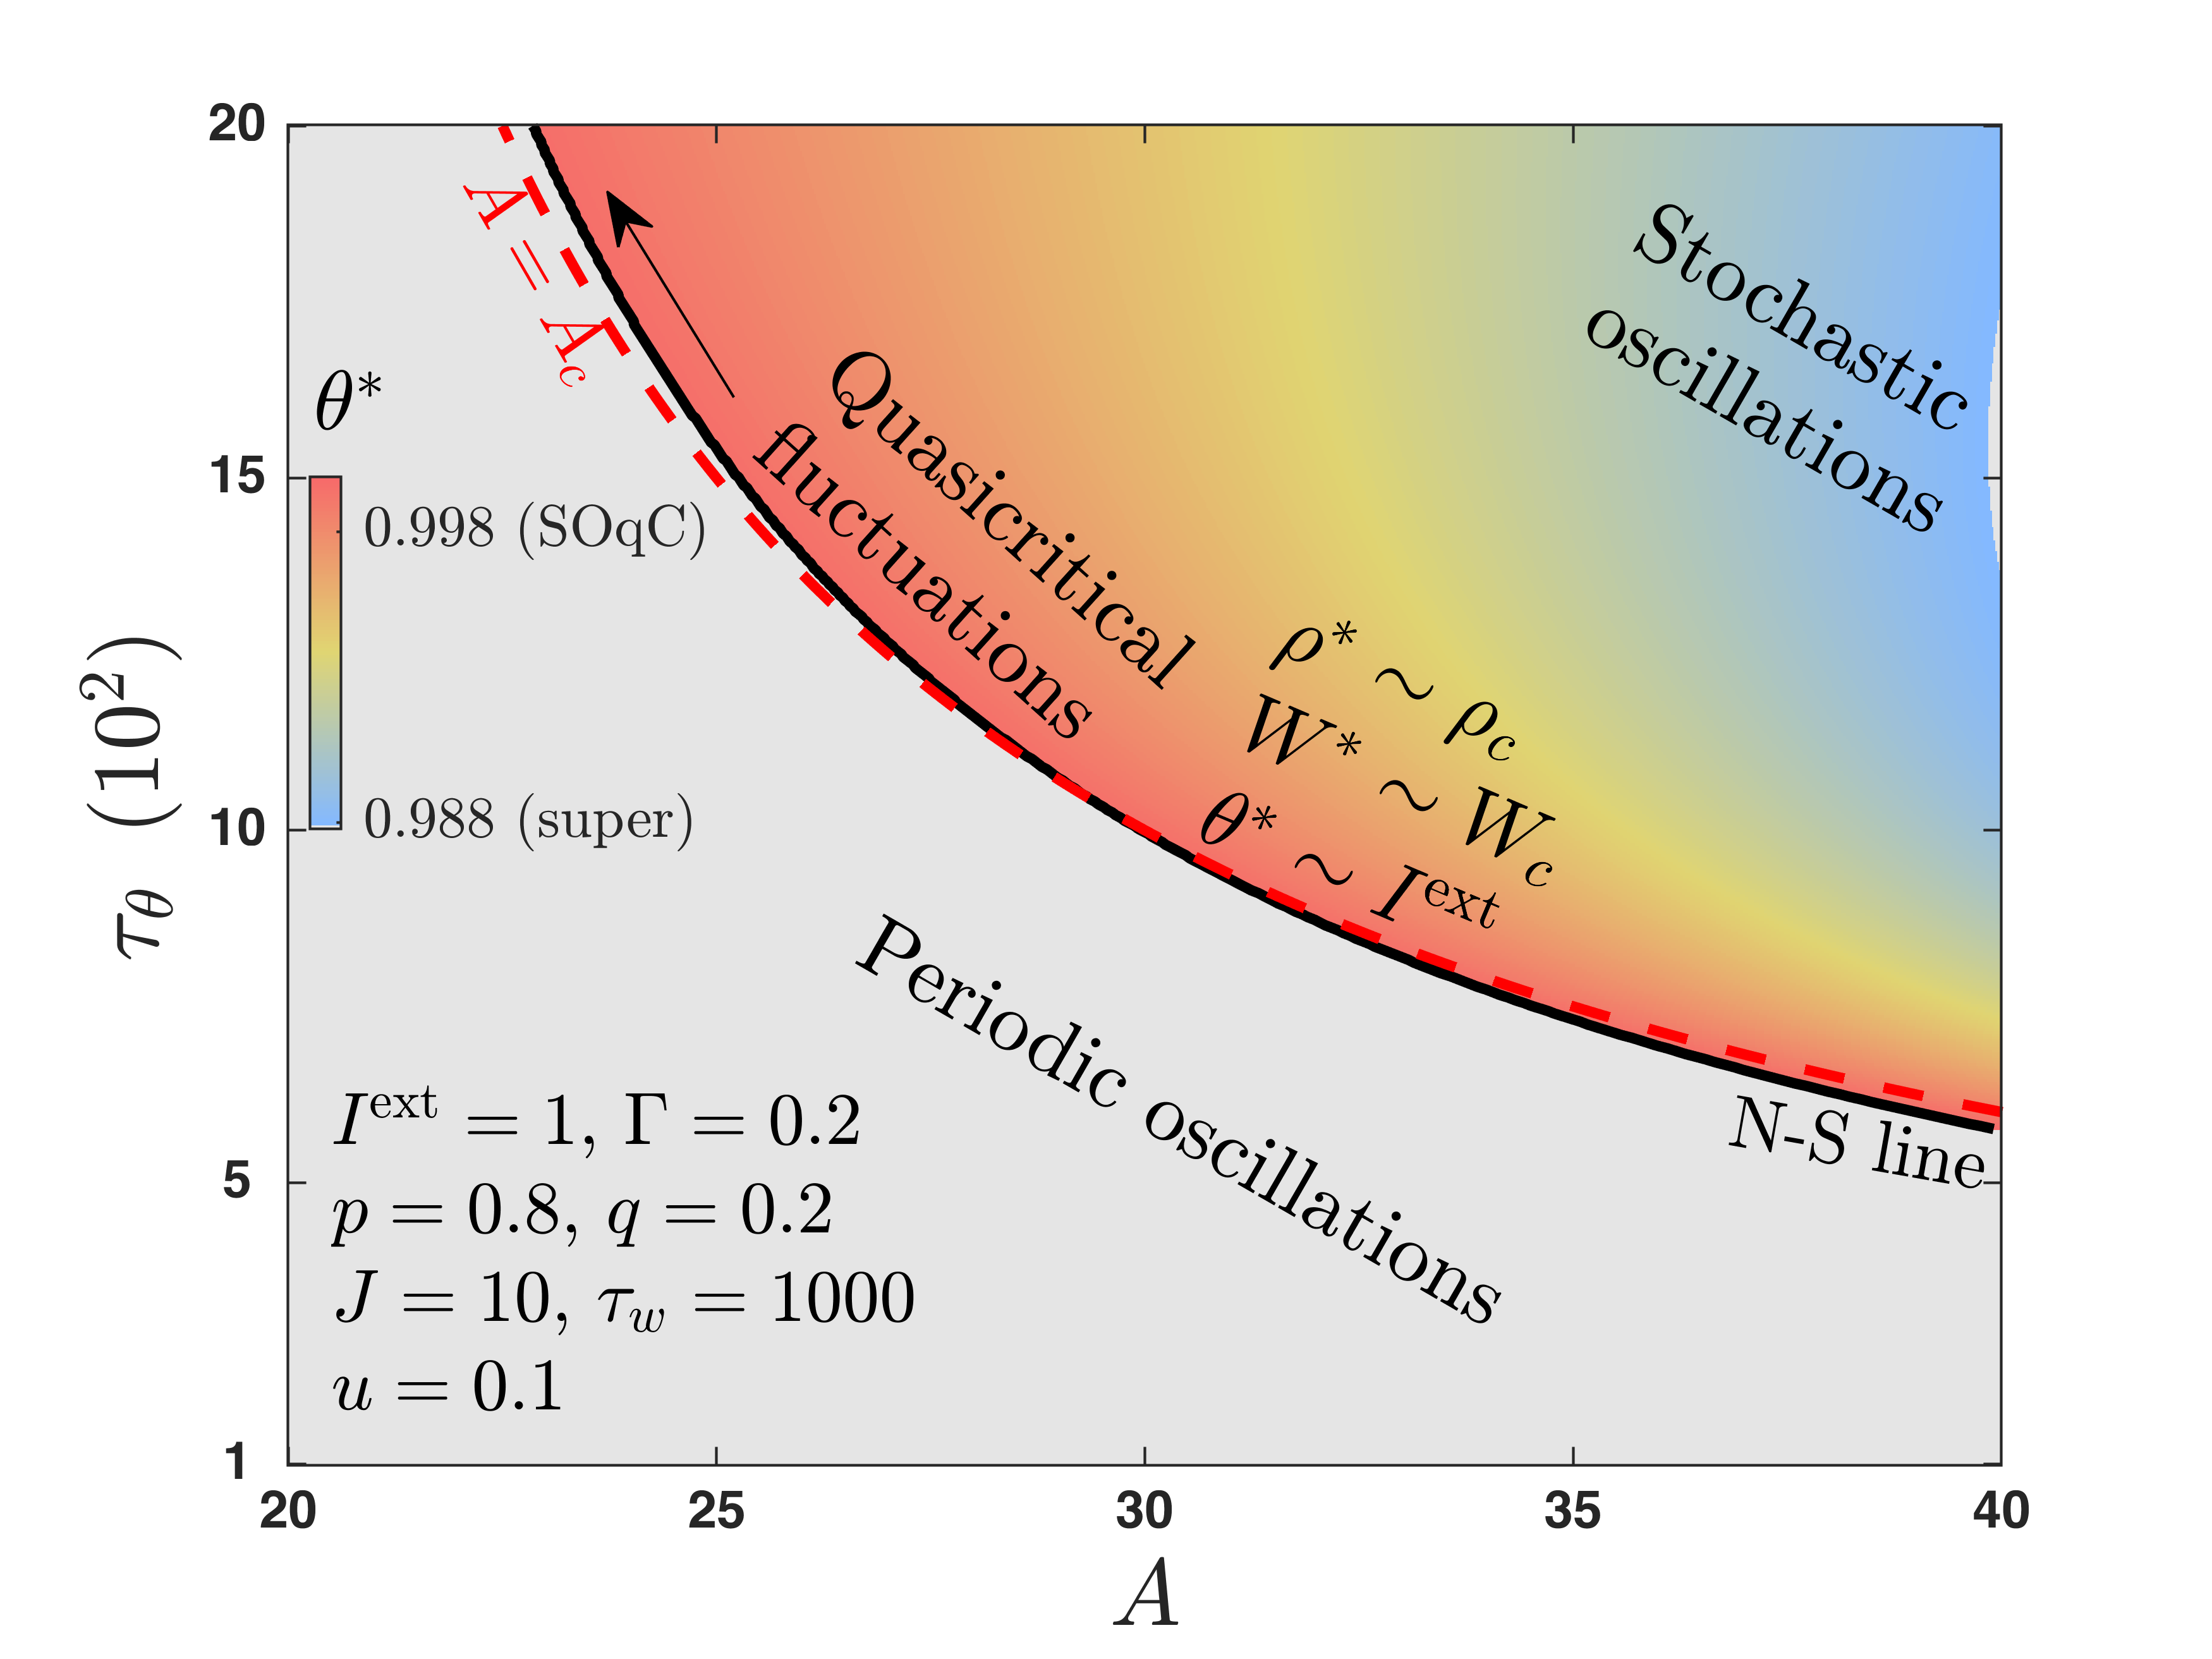 20
15
10
5
1
20
25
30
35
40
τθ (10²)
A
A = Ac
θ*
0.998 (SOqC)
0.988 (super)
Quasicritical
fluctuations
Stochastic
oscillations
ρ* ∼ ρc
W* ∼ Wc
θ* ∼ I^ext
Periodic oscillations
N-S line
I^ext = 1, Γ = 0.2
p = 0.8, q = 0.2
J = 10, τw = 1000
u = 0.1